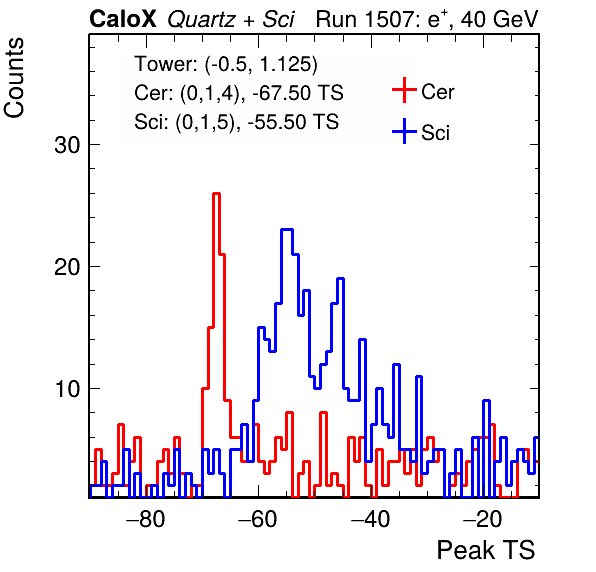 CaloX Quartz + Sci Run 1507: e⁺, 40 GeV
Counts
Tower: (-0.5, 1.125)
Cer: (0,1,4), -67.50 TS
Sci: (0,1,5), -55.50 TS
Cer
Sci
30
20
10
−80 −60 −40 −20
Peak TS